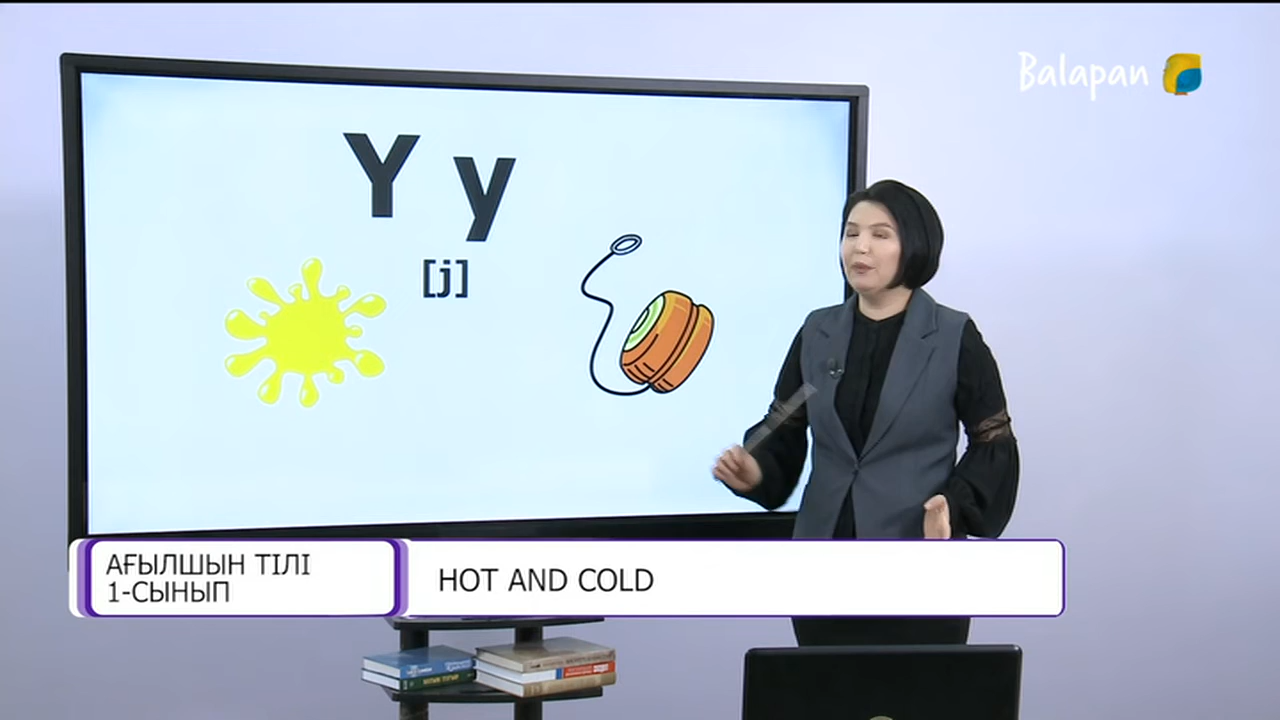 Balapan
Y y
[j]
АҒЫЛШЫН ТІЛІ
1-СЫНЫП
HOT AND COLD